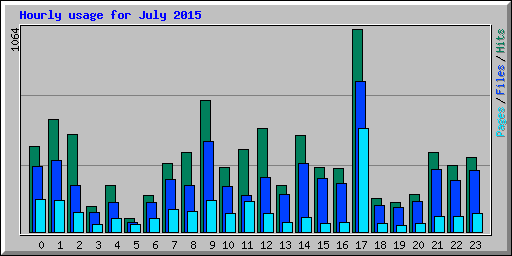 Hourly usage for July 2015
1064
Pages / Files / Hits
0 1 2 3 4 5 6 7 8 9 10 11 12 13 14 15 16 17 18 19 20 21 22 23